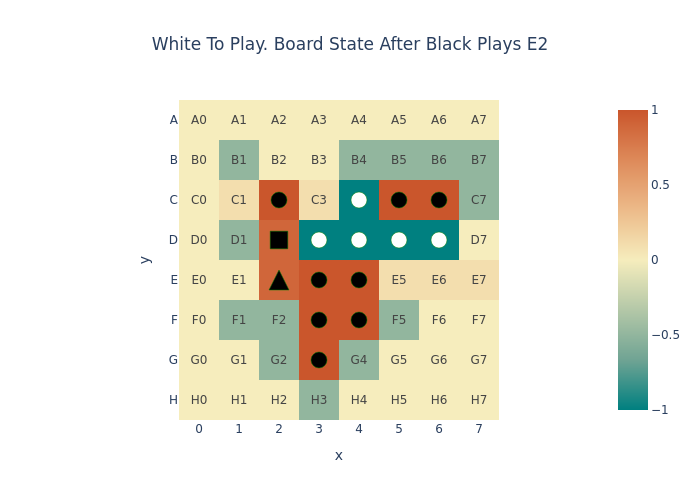 White To Play. Board State After Black Plays E2
A A0 A1 A2 A3 A4 A5 A6 A7
B B0 B1 B2 B3 B4 B5 B6 B7
C C0 C1 C3 C7
D D0 D1 D7
E E0 E1 E5 E6 E7
F F0 F1 F2 F5 F6 F7
G G0 G1 G2 G4 G5 G6 G7
H H0 H1 H2 H3 H4 H5 H6 H7
0 1 2 3 4 5 6 7
x
y
1
0.5
0
−0.5
−1